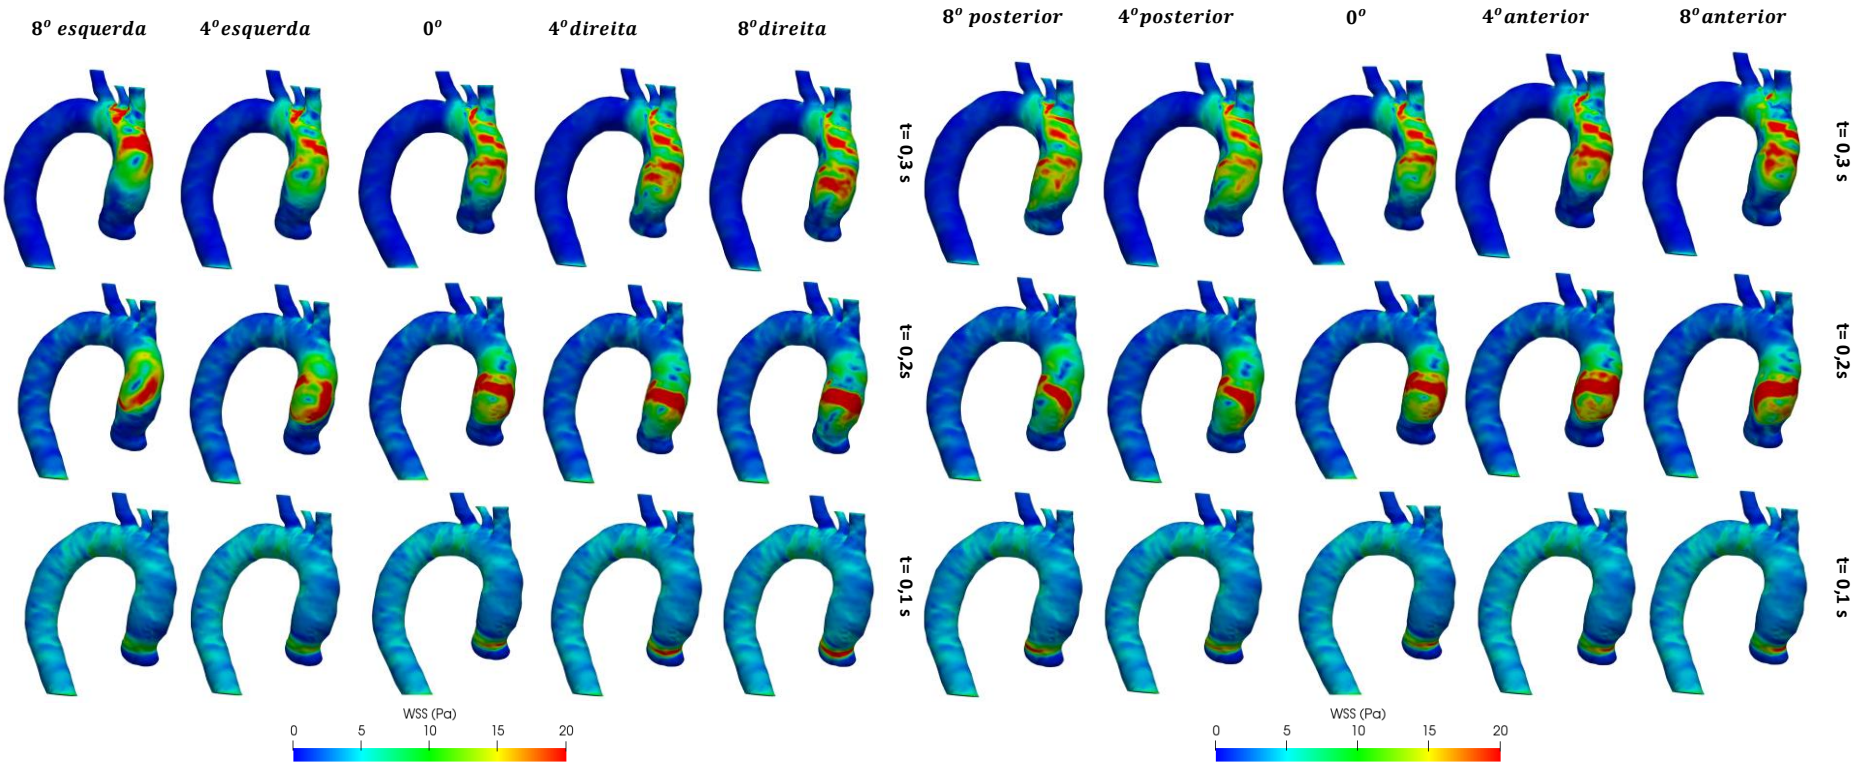 8º esquerda
4º esquerda
0º
4º direita
8º direita
8º posterior
4º posterior
0º
4º anterior
8º anterior
t= 0,3 s
t= 0,3 s
t= 0,2s
t= 0,2s
t= 0,1 s
t= 0,1 s
WSS (Pa)
0 5 10 15 20
WSS (Pa)
0 5 10 15 20